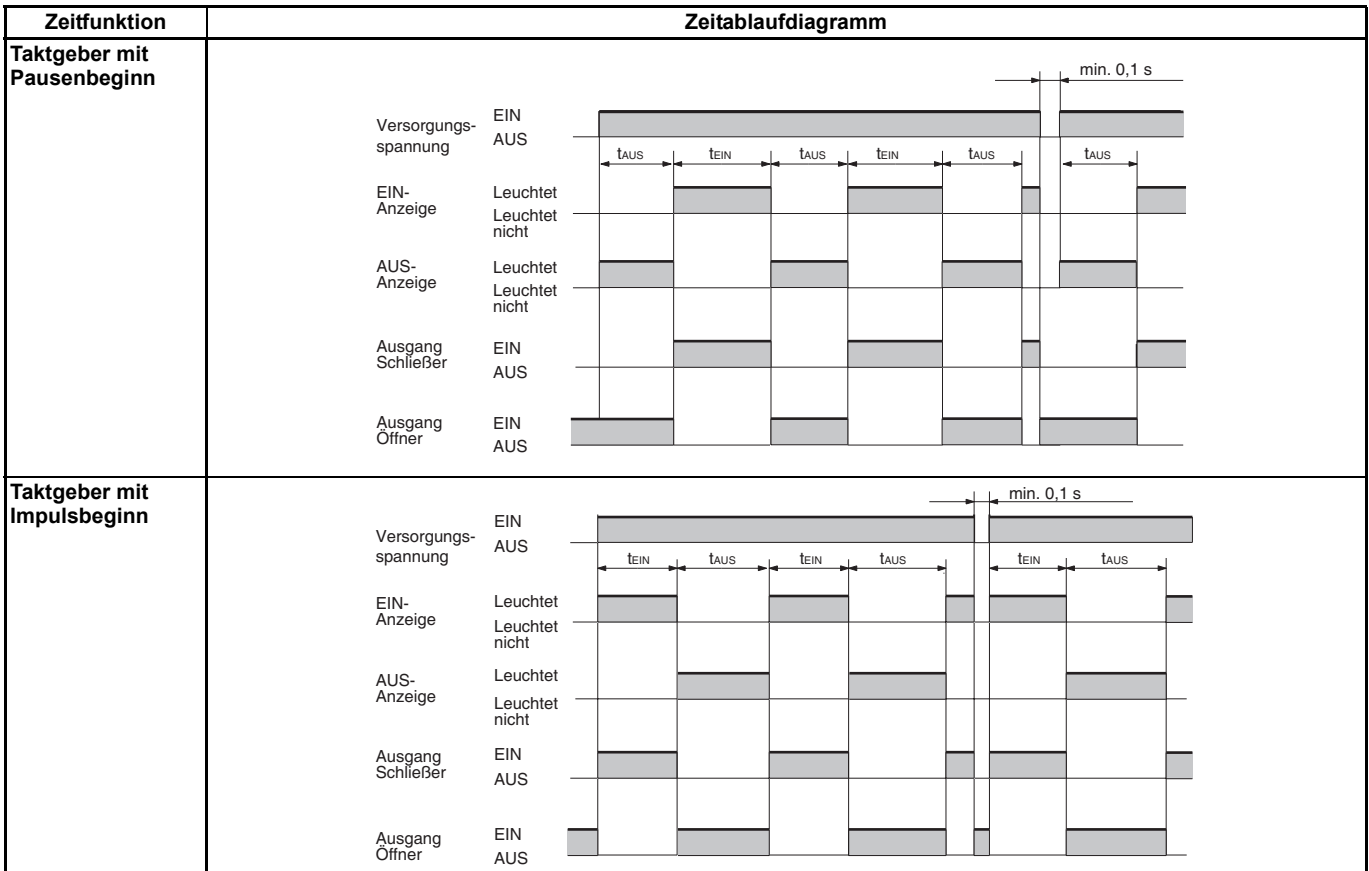 Zeitfunktion Zeitablaufdiagramm
Taktgeber mit
Pausenbeginn
min. 0,1 s
Versorgungs-
spannung
EIN
AUS
tAUS tEIN tAUS tEIN tAUS tAUS
EIN-
Anzeige
Leuchtet
Leuchtet
nicht
AUS-
Anzeige
Leuchtet
Leuchtet
nicht
Ausgang
Schließer
EIN
AUS
Ausgang
Öffner
EIN
AUS
Taktgeber mit
Impulsbeginn
min. 0,1 s
Versorgungs-
spannung
EIN
AUS
tEIN tAUS tEIN tAUS tEIN tAUS
EIN-
Anzeige
Leuchtet
Leuchtet
nicht
AUS-
Anzeige
Leuchtet
Leuchtet
nicht
Ausgang
Schließer
EIN
AUS
Ausgang
Öffner
EIN
AUS